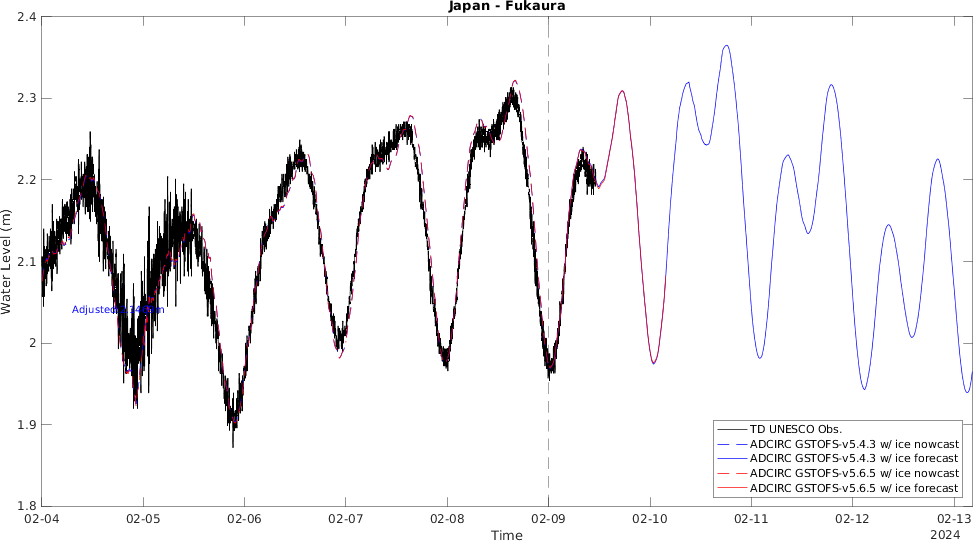 Japan - Fukaura
2.4
2.3
2.2
2.1
2
1.9
1.8
Water Level (m)
Adjusted
TD UNESCO Obs.
ADCIRC GSTOFS-v5.4.3 w/ ice nowcast
ADCIRC GSTOFS-v5.4.3 w/ ice forecast
ADCIRC GSTOFS-v5.6.5 w/ ice nowcast
ADCIRC GSTOFS-v5.6.5 w/ ice forecast
02-04 02-05 02-06 02-07 02-08 02-09 02-10 02-11 02-12 02-13
Time
2024